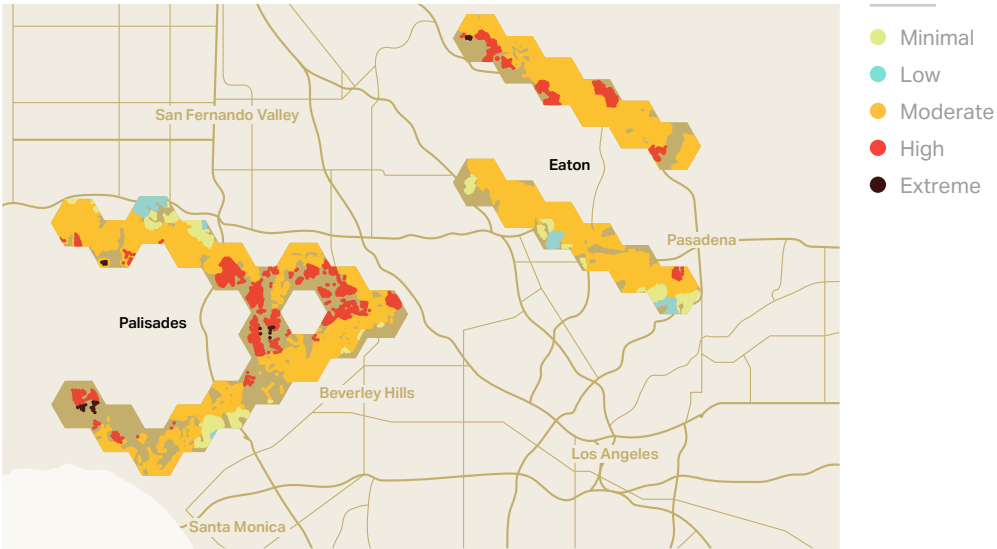 Minimal
Low
Moderate
High
Extreme
San Fernando Valley
Eaton
Pasadena
Palisades
Beverley Hills
Los Angeles
Santa Monica